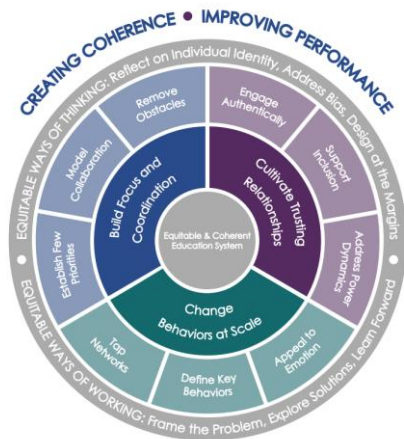 CREATING COHERENCE • IMPROVING PERFORMANCE
EQUITABLE WAYS OF THINKING: Reflect on Individual Identity, Address Bias, Design at the Margins
Remove
Obstacles
Engage
Authentically
Model
Collaboration
Support
Inclusion
Build Focus and
Coordination
Cultivate Trusting
Relationships
Establish Few
Priorities
Address Power
Dynamics
Equitable & Coherent
Education System
Change
Behaviors at Scale
Tap
Networks
Define Key
Behaviors
Appeal to
Emotion
EQUITABLE WAYS OF WORKING: Frame the Problem, Explore Solutions, Learn Forward